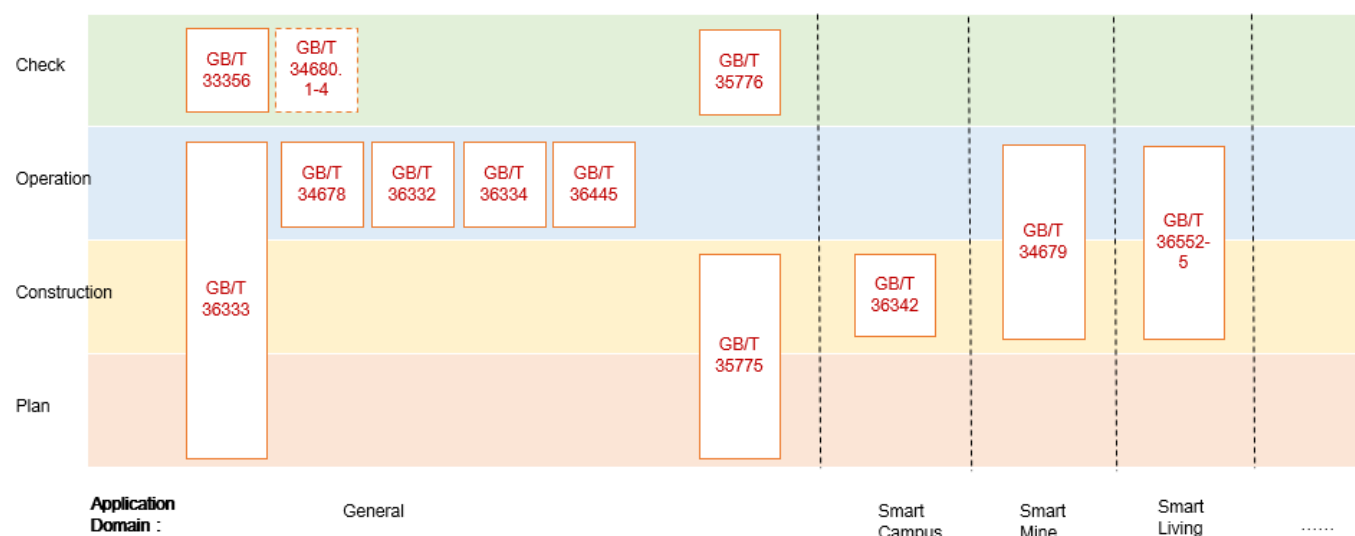 Check
GB/T
33356
GB/T
34680.
1-4
GB/T
35776
Operation
GB/T
36333
GB/T
34678
GB/T
36332
GB/T
36334
GB/T
36445
GB/T
34679
GB/T
36552-
5
Construction
GB/T
35775
GB/T
36342
Plan
Application
Domain :
General
Smart
Campus
Smart
Mine
Smart
Living
......